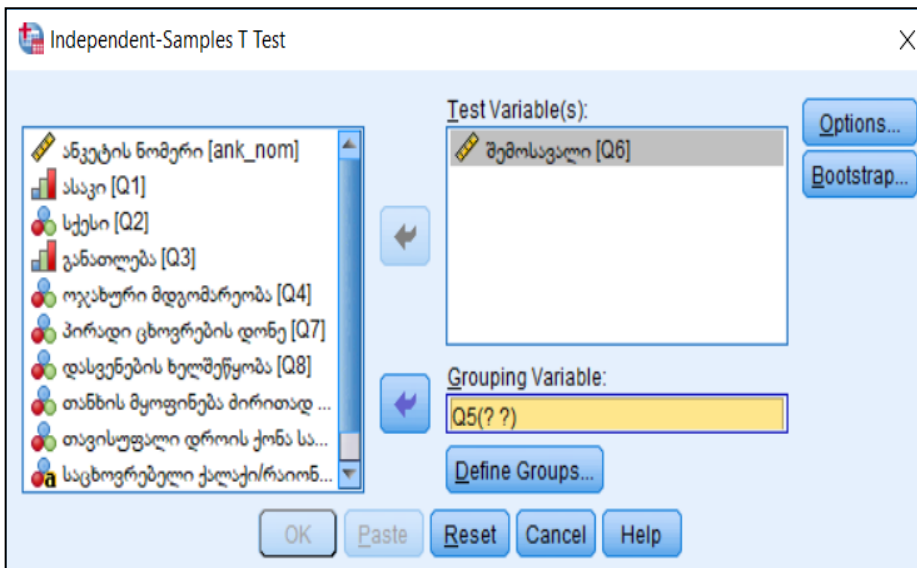 Independent-Samples T Test
ანკეტის ნომერი [ank_nom]
ასაკი [Q1]
სქესი [Q2]
განათლება [Q3]
ოჯახური მდგომარეობა [Q4]
პირადი ცხოვრების დონე [Q7]
დასვენების ხელშეწყობა [Q8]
თანხის მყოფინება ძირითად ...
თავისუფალი დროის ქონა სა...
საცხოვრებელი ქალაქი/რაიონ...
Test Variable(s):
შემოსავალი [Q6]
Grouping Variable:
Q5(? ?)
Define Groups...
Options...
Bootstrap...
OK Paste Reset Cancel Help